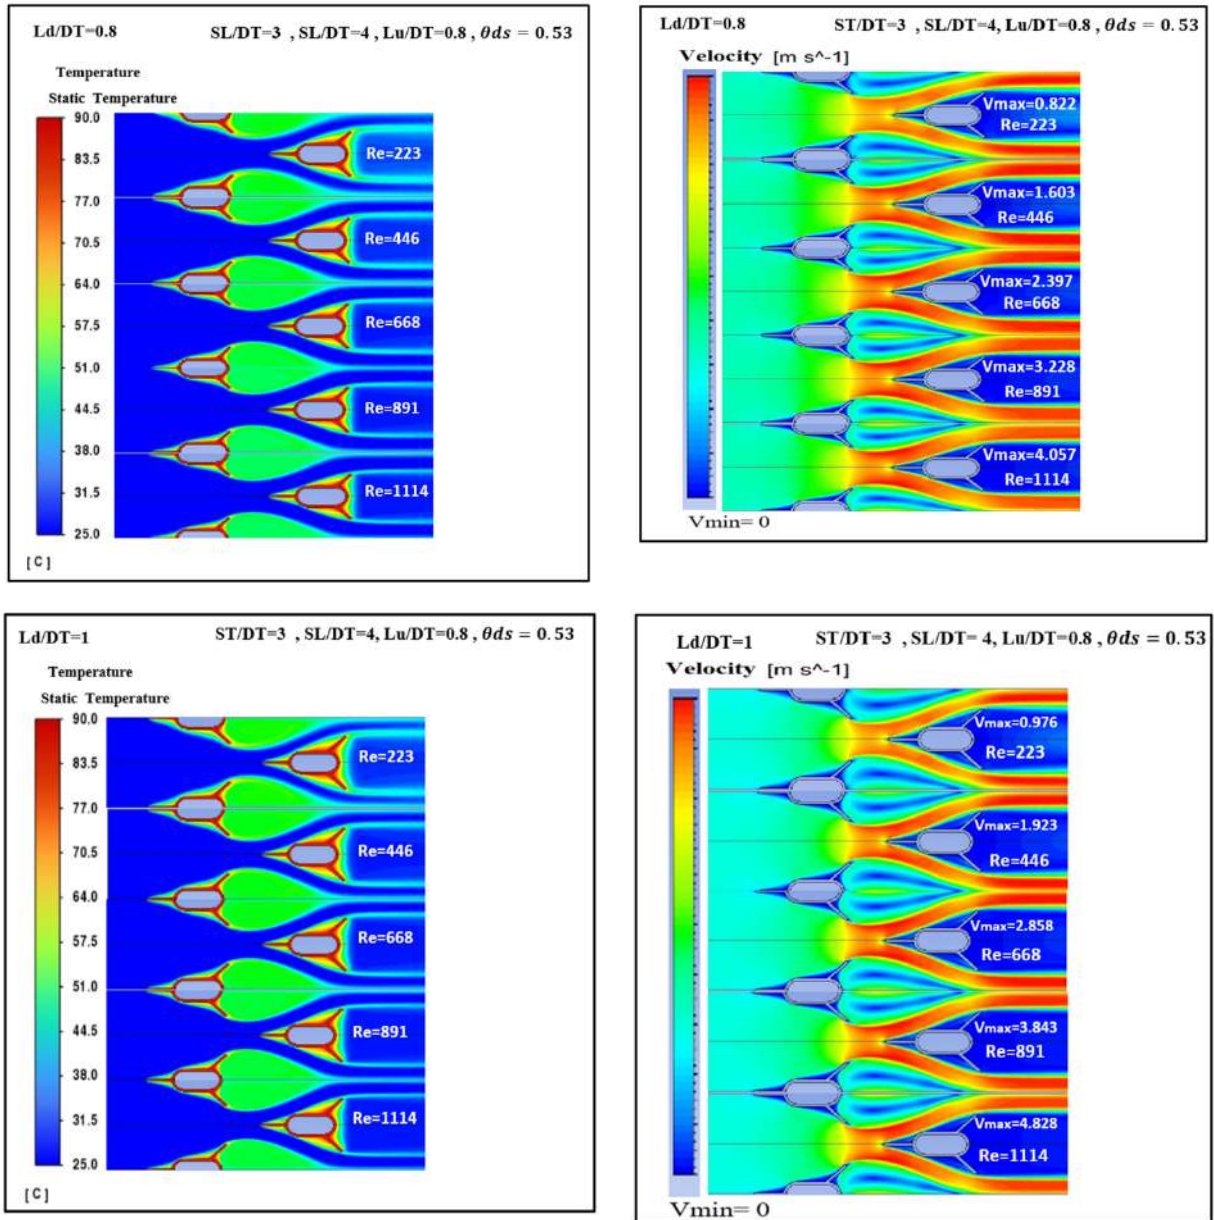 Ld/DT=0.8
SL/DT=3 , SL/DT=4 , Lu/DT=0.8 , θds = 0.53
Temperature
Static Temperature
90.0
83.5
77.0
70.5
64.0
57.5
51.0
44.5
38.0
31.5
25.0
[ C ]
Re=223
Re=446
Re=668
Re=891
Re=1114
Ld/DT=0.8
ST/DT=3 , SL/DT=4, Lu/DT=0.8 , θds = 0.53
Velocity [m s^-1]
Vmax=0.822
Re=223
Vmax=1.603
Re=446
Vmax=2.397
Re=668
Vmax=3.228
Re=891
Vmax=4.057
Re=1114
Vmin= 0
Ld/DT=1
ST/DT=3 , SL/DT=4, Lu/DT=0.8 , θds = 0.53
Temperature
Static Temperature
90.0
83.5
77.0
70.5
64.0
57.5
51.0
44.5
38.0
31.5
25.0
[ C ]
Re=223
Re=446
Re=668
Re=891
Re=1114
Ld/DT=1
ST/DT=3 , SL/DT= 4, Lu/DT=0.8 , θds = 0.53
Velocity [m s^-1]
Vmax=0.976
Re=223
Vmax=1.923
Re=446
Vmax=2.858
Re=668
Vmax=3.843
Re=891
Vmax=4.828
Re=1114
Vmin= 0